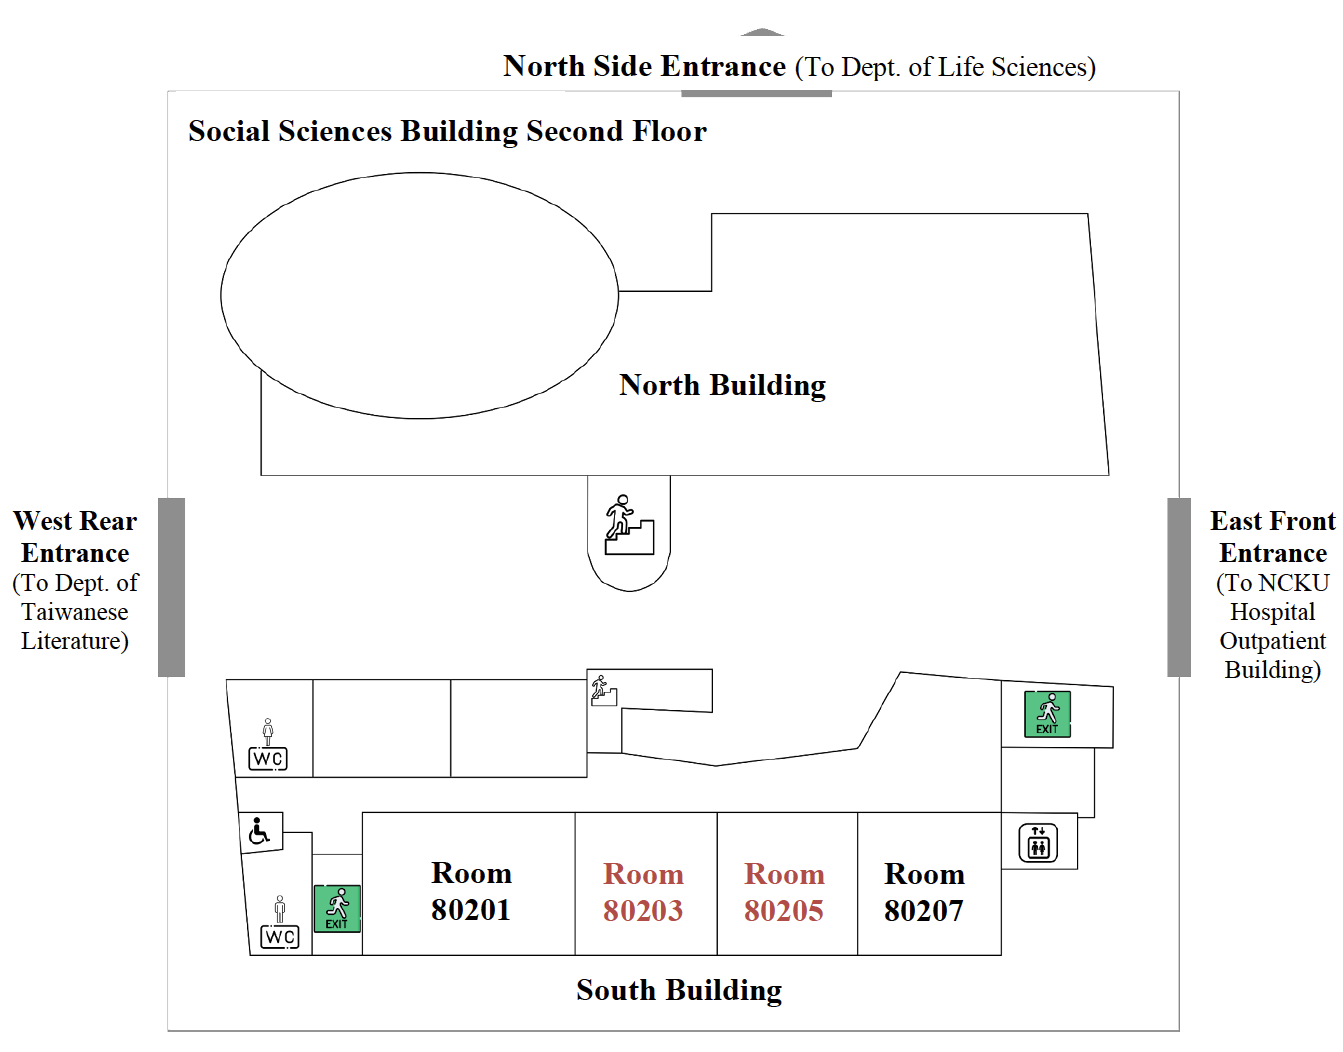 North Side Entrance (To Dept. of Life Sciences)
Social Sciences Building Second Floor
North Building
West Rear
Entrance
(To Dept. of
Taiwanese
Literature)
East Front
Entrance
(To NCKU
Hospital
Outpatient
Building)
WC
EXIT
Room
80201
Room
80203
Room
80205
Room
80207
WC
EXIT
South Building